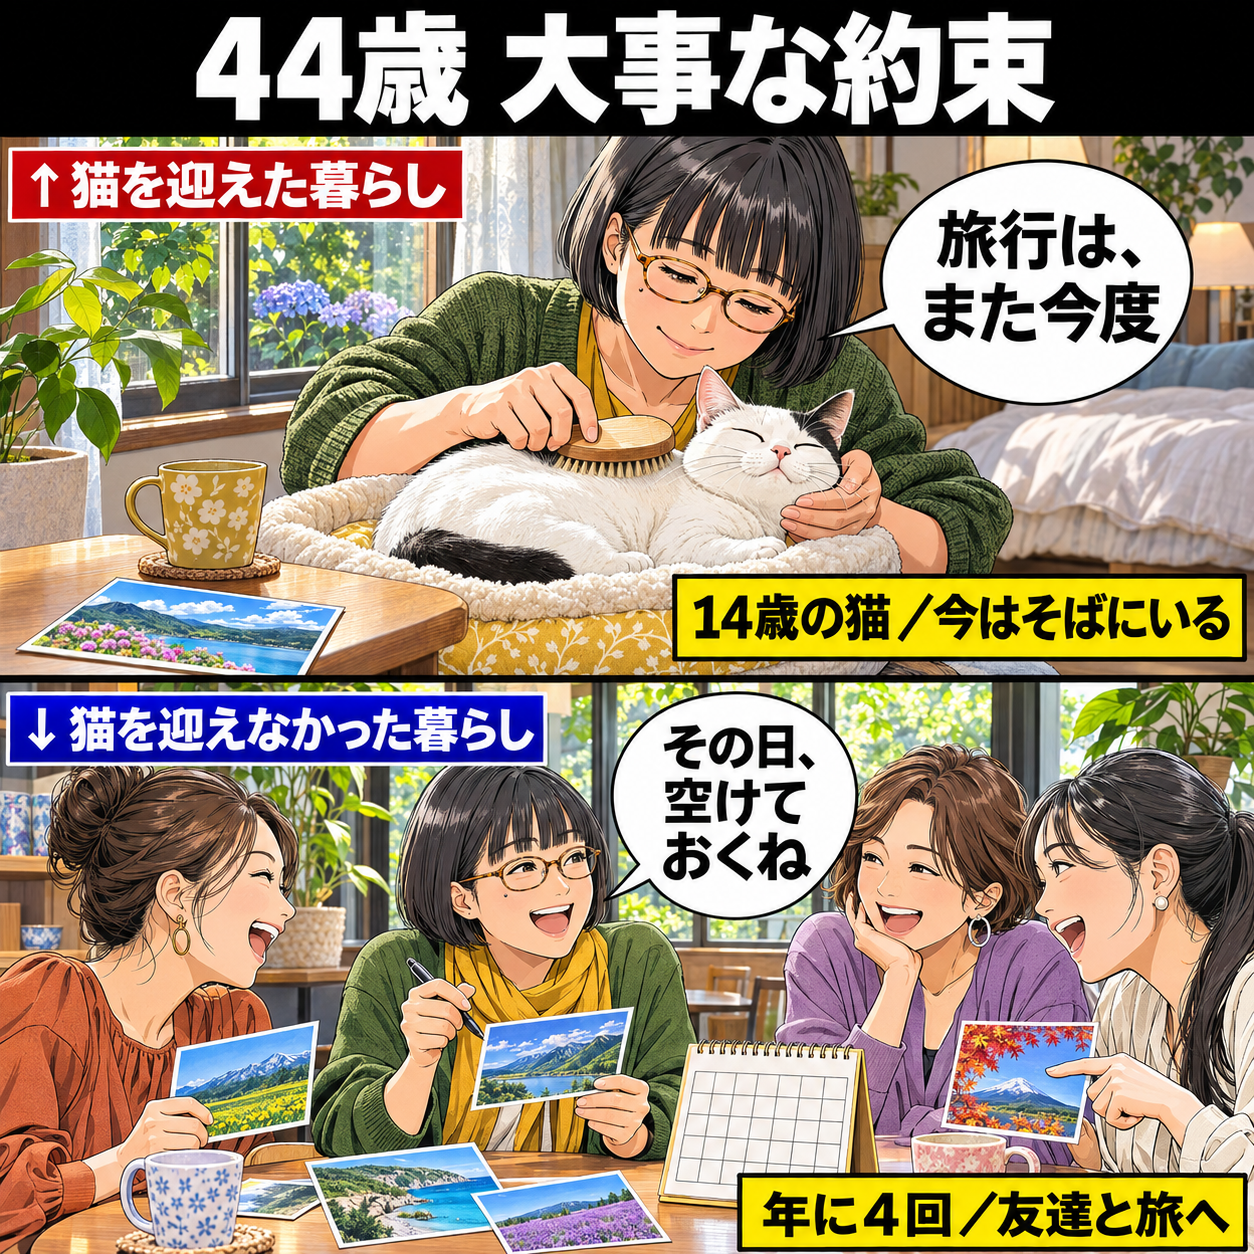 44歳 大事な約束
↑猫を迎えた暮らし
旅行は、
また今度
14歳の猫／今はそばにいる
↓猫を迎えなかった暮らし
その日、
空けて
おくね
年に4回／友達と旅へ